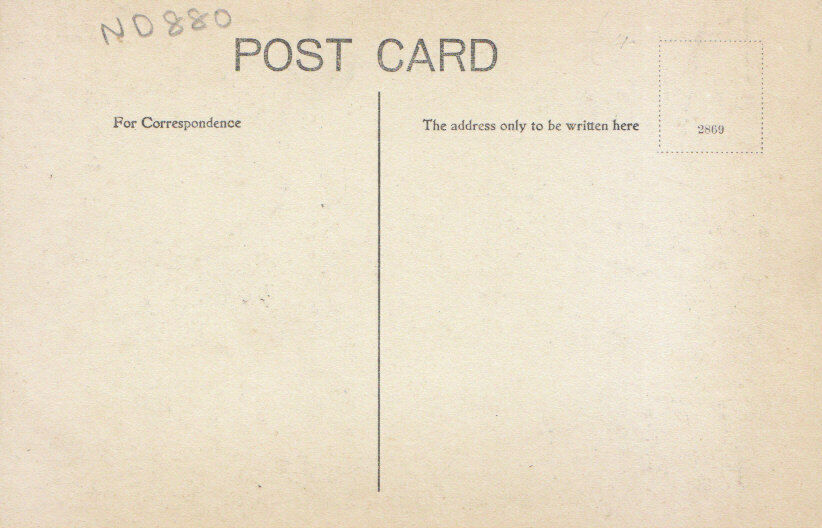 ND880
POST CARD
For Correspondence
The address only to be written here
2869